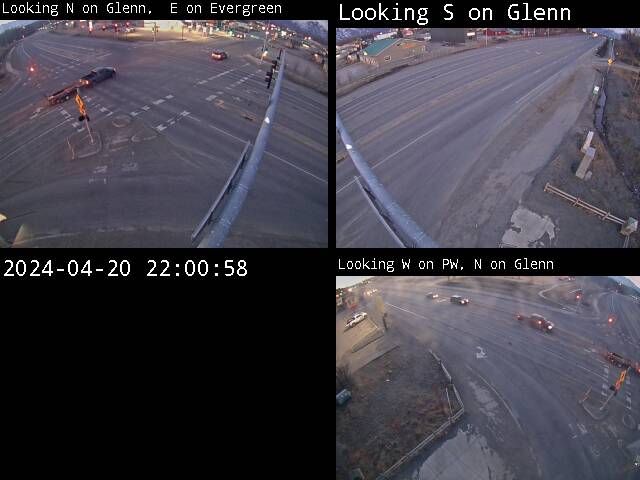 Looking N on Glenn, E on Evergreen
Looking S on Glenn
2024-04-20 22:00:58
Looking W on PW, N on Glenn